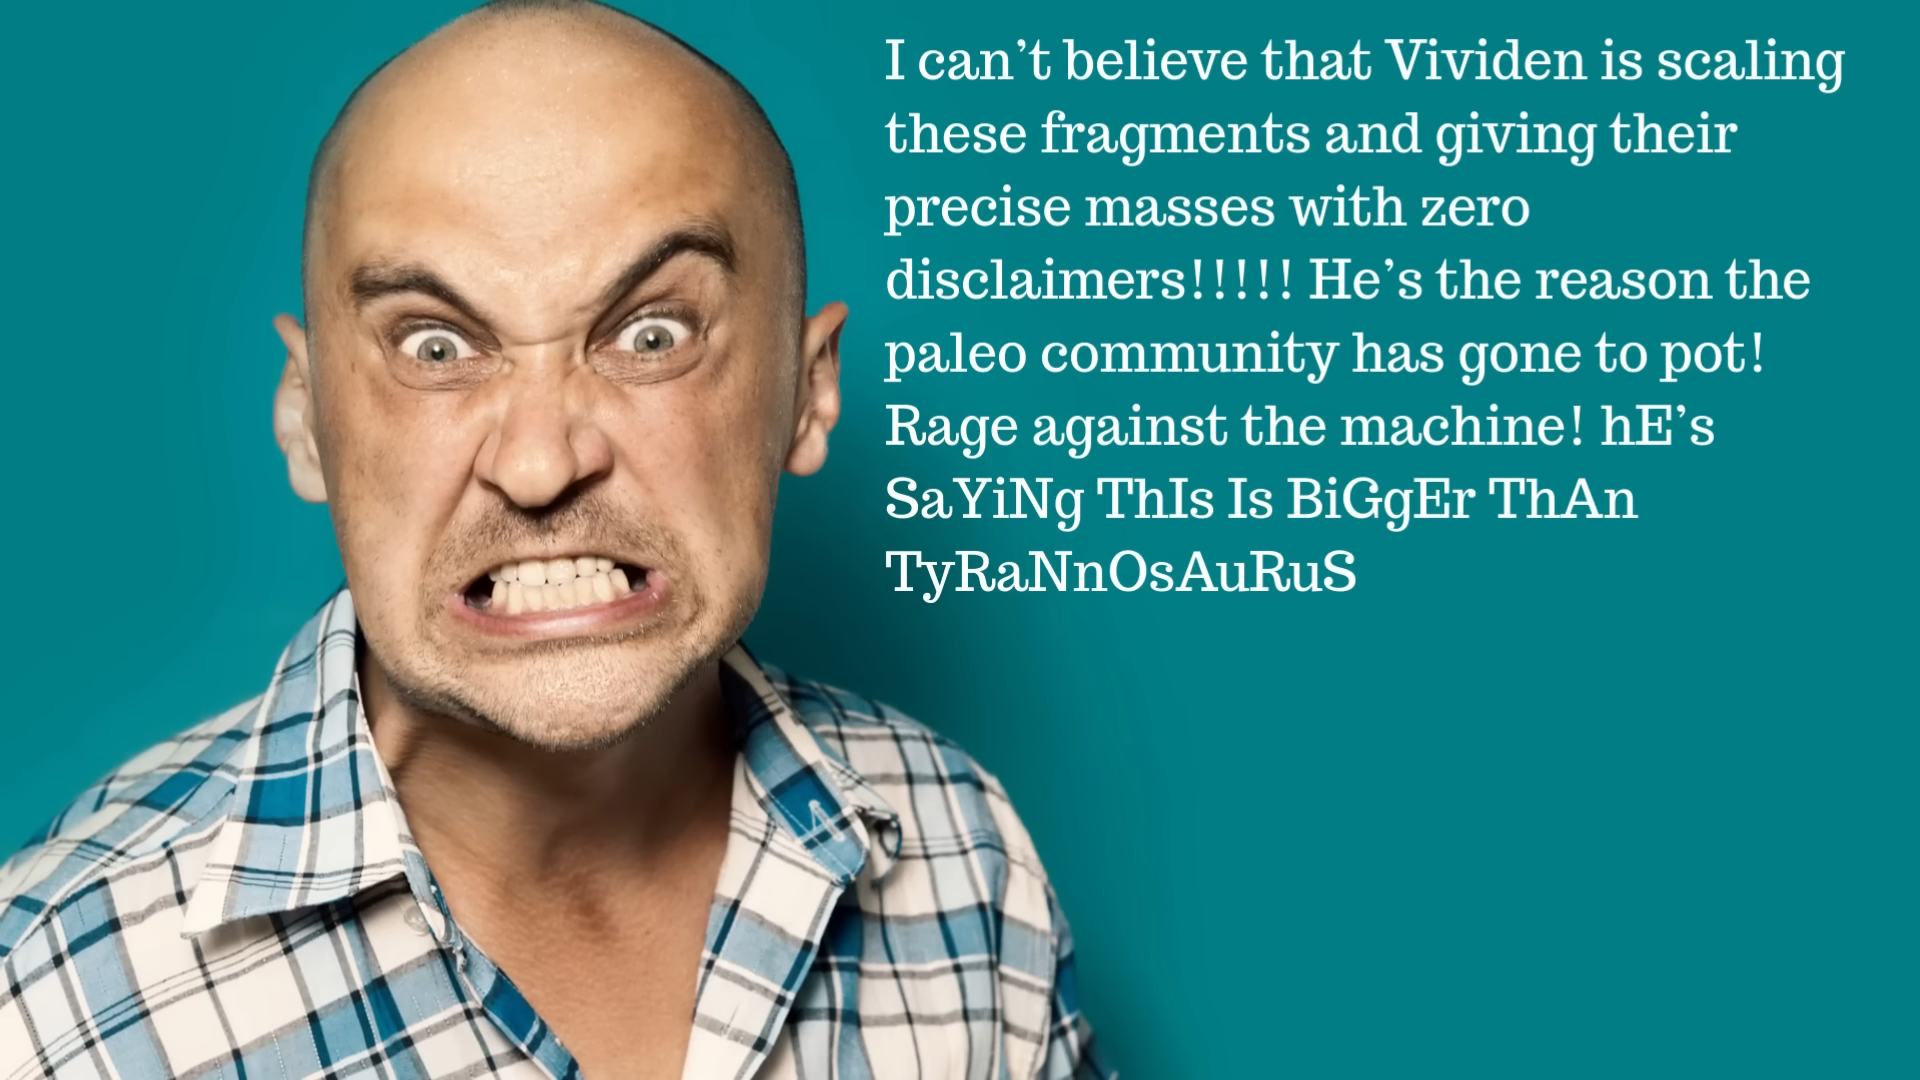 I can’t believe that Vividen is scaling
these fragments and giving their
precise masses with zero
disclaimers!!!!! He’s the reason the
paleo community has gone to pot!
Rage against the machine! hE’s
SaYiNg ThIs Is BiGgEr ThAn
TyRaNnOsAuRuS